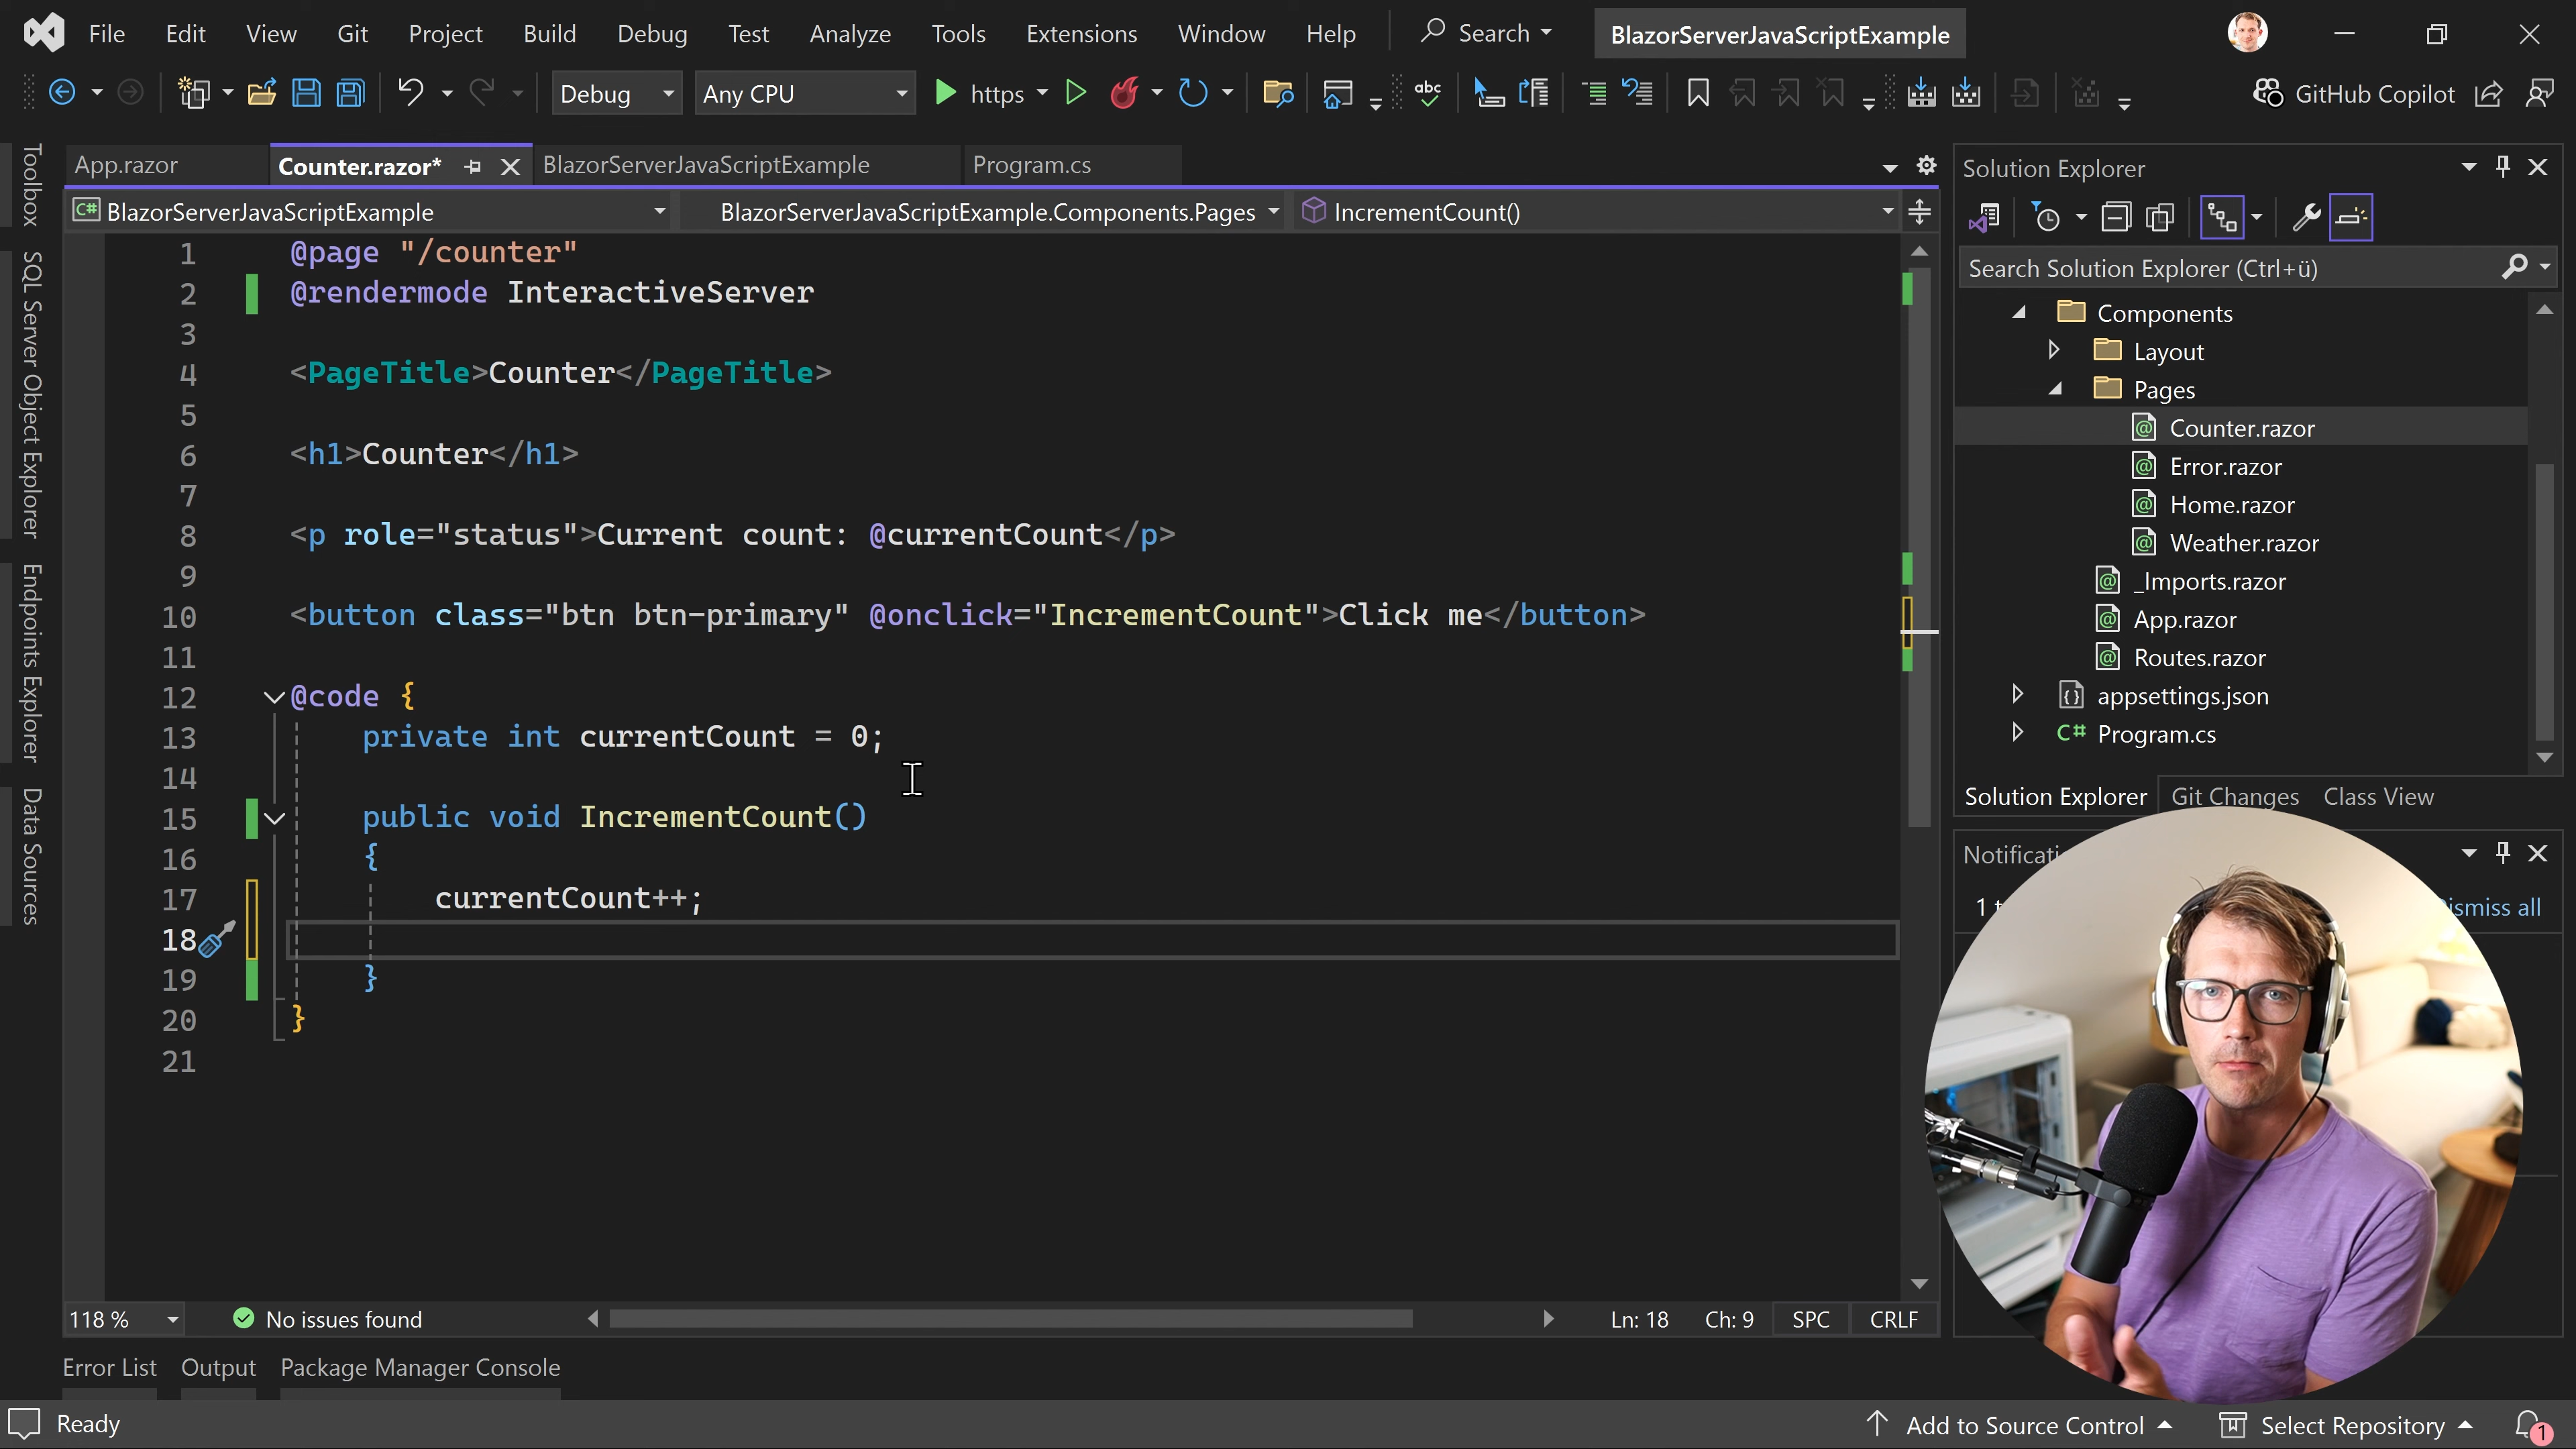 File Edit View Git Project Build Debug Test Analyze Tools Extensions Window Help Search BlazorServerJavaScriptExample
Debug Any CPU https abc GitHub Copilot
App.razor Counter.razor* BlazorServerJavaScriptExample Program.cs
C# BlazorServerJavaScriptExample BlazorServerJavaScriptExample.Components.Pages IncrementCount()
Toolbox
SQL Server Object Explorer
Endpoints Explorer
Data Sources
1 @page "/counter"
2 @rendermode InteractiveServer
3
4 <PageTitle>Counter</PageTitle>
5
6 <h1>Counter</h1>
7
8 <p role="status">Current count: @currentCount</p>
9
10 <button class="btn btn-primary" @onclick="IncrementCount">Click me</button>
11
12 @code {
13 private int currentCount = 0;
14
15 public void IncrementCount()
16 {
17 currentCount++;
18
19 }
20 }
21
118 % No issues found Ln: 18 Ch: 9 SPC CRLF
Solution Explorer
Search Solution Explorer (Ctrl+ü)
Components
Layout
Pages
@ Counter.razor
@ Error.razor
@ Home.razor
@ Weather.razor
@ _Imports.razor
@ App.razor
@ Routes.razor
{} appsettings.json
C# Program.cs
Solution Explorer Git Changes Class View
1
all
Error List Output Package Manager Console
Ready Add to Source Control Select Repository 1